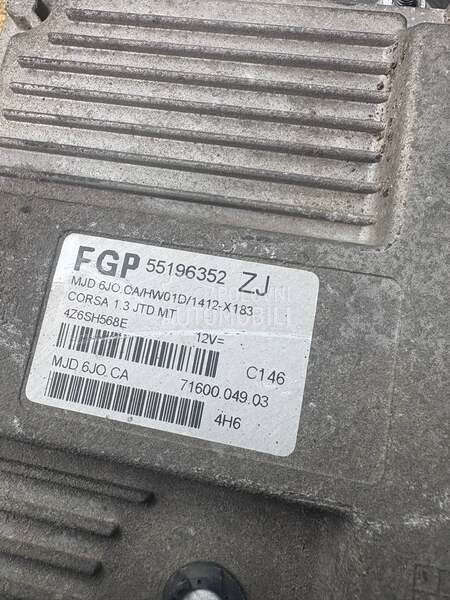 FGP 55196352 ZJ
MJD 6JO.CA/HW01D/1412-X183
CORSA 1.3 JTD MT
4Z6SH568E
12V=
C146
MJD 6JO.CA 71600.049.03
4H6